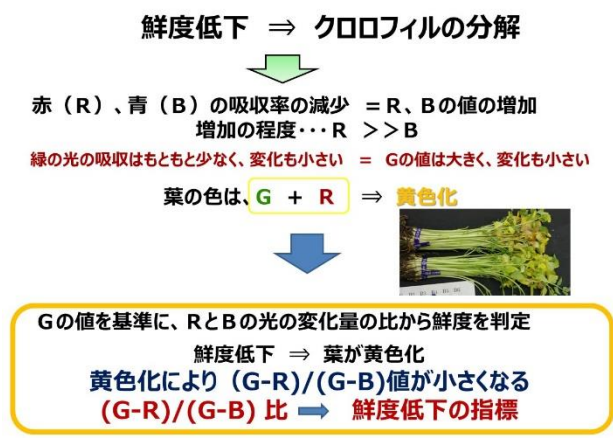 鮮度低下 ⇒ クロロフィルの分解
赤（R）、青（B）の吸収率の減少 ＝R、Bの値の増加
増加の程度･･･R ＞＞B
緑の光の吸収はもともと少なく、変化も小さい ＝ Gの値は大きく、変化も小さい
葉の色は、G + R ⇒ 黄色化
Gの値を基準に、RとBの光の変化量の比から鮮度を判定
鮮度低下 ⇒ 葉が黄色化
黄色化により（G-R)/(G-B)値が小さくなる
(G-R)/(G-B) 比 ➡ 鮮度低下の指標